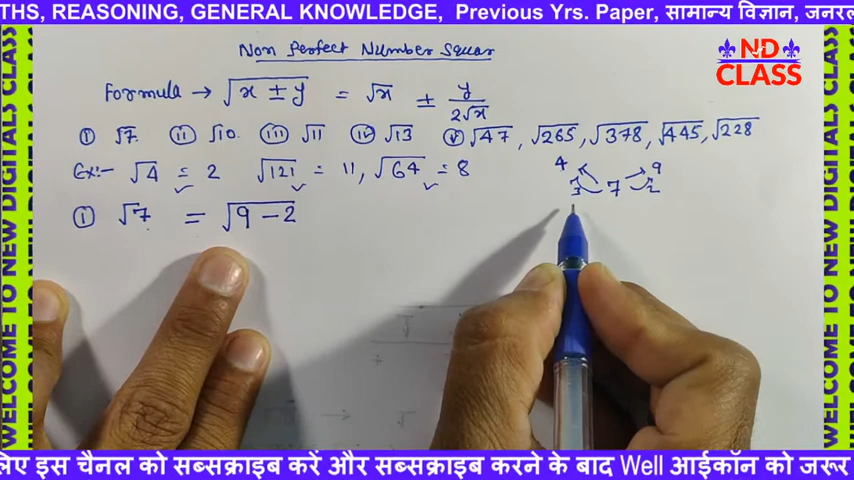 THS, REASONING, GENERAL KNOWLEDGE, Previous Yrs. Paper, सामान्य विज्ञान, जनरल
ND
CLASS
Non Perfect Number Squar
Formula → √x ± y = √x ± y/2√x
① √7 ⅱ √10 ⅲ √11 ⅳ √13 ⅴ √47, √265, √378, √445, √228
Ex:- √4 = 2 √121 = 11, √64 = 8
4 9
3 7 2
① √7 = √9-2
WELCOME TO NEW DIGITALS CLASS
WELCOME TO NEW DIGITALS CLASS
लिए इस चैनल को सब्सक्राइब करें और सब्सक्राइब करने के बाद Well आईकॉन को जरूर